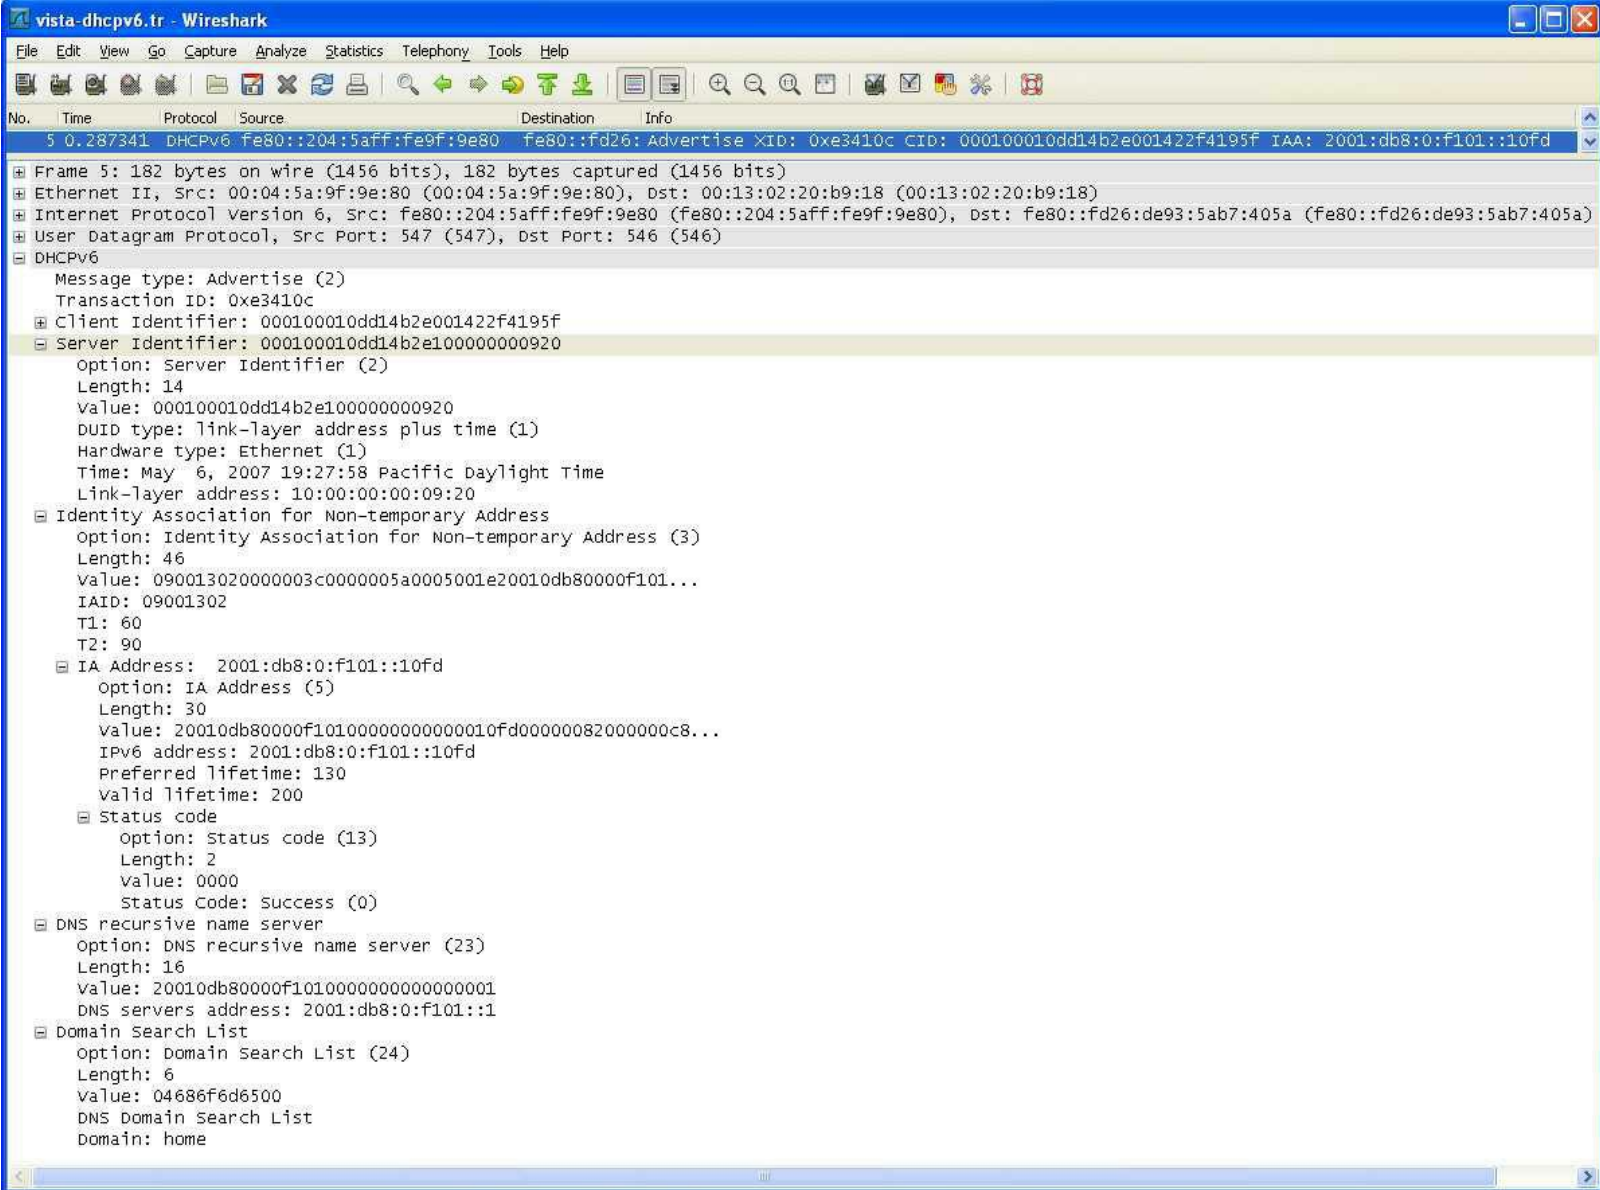 vista-dhcpv6.tr - Wireshark
File Edit View Go Capture Analyze Statistics Telephony Tools Help
No. Time Protocol Source Destination Info
5 0.287341 DHCPv6 fe80::204:5aff:fe9f:9e80 fe80::fd26: Advertise XID: 0xe3410c CID: 000100010dd14b2e001422f4195f IAA: 2001:db8:0:f101::10fd
Frame 5: 182 bytes on wire (1456 bits), 182 bytes captured (1456 bits)
Ethernet II, Src: 00:04:5a:9f:9e:80 (00:04:5a:9f:9e:80), Dst: 00:13:02:20:b9:18 (00:13:02:20:b9:18)
Internet Protocol Version 6, Src: fe80::204:5aff:fe9f:9e80 (fe80::204:5aff:fe9f:9e80), Dst: fe80::fd26:de93:5ab7:405a (fe80::fd26:de93:5ab7:405a)
User Datagram Protocol, Src Port: 547 (547), Dst Port: 546 (546)
DHCPv6
Message type: Advertise (2)
Transaction ID: 0xe3410c
Client Identifier: 000100010dd14b2e001422f4195f
Server Identifier: 000100010dd14b2e100000000920
Option: Server Identifier (2)
Length: 14
Value: 000100010dd14b2e100000000920
DUID type: link-layer address plus time (1)
Hardware type: Ethernet (1)
Time: May 6, 2007 19:27:58 Pacific Daylight Time
Link-layer address: 10:00:00:00:09:20
Identity Association for Non-temporary Address
Option: Identity Association for Non-temporary Address (3)
Length: 46
Value: 090013020000003c0000005a0005001e20010db80000f101...
IAID: 09001302
T1: 60
T2: 90
IA Address: 2001:db8:0:f101::10fd
Option: IA Address (5)
Length: 30
Value: 20010db80000f10100000000000010fd00000082000000c8...
IPv6 address: 2001:db8:0:f101::10fd
Preferred lifetime: 130
Valid lifetime: 200
Status code
Option: Status code (13)
Length: 2
Value: 0000
Status Code: Success (0)
DNS recursive name server
Option: DNS recursive name server (23)
Length: 16
Value: 20010db80000f1010000000000000001
DNS servers address: 2001:db8:0:f101::1
Domain Search List
Option: Domain Search List (24)
Length: 6
Value: 04686f6d6500
DNS Domain Search List
Domain: home